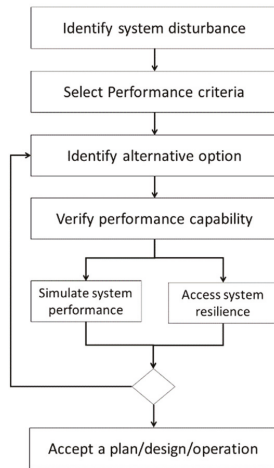 Identify system disturbance
Select Performance criteria
Identify alternative option
Verify performance capability
Simulate system
performance
Access system
resilience
Accept a plan/design/operation